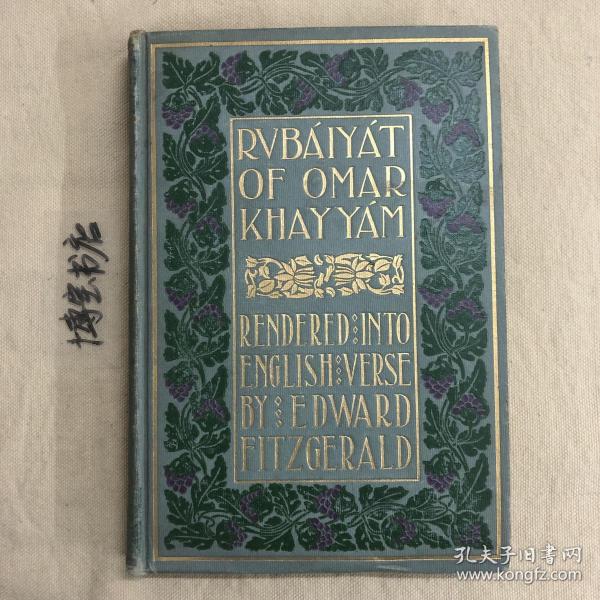 RVBÁIYÁT
OF OMAR
KHAYYÁM
RENDERED INTO
ENGLISH VERSE
BY EDWARD
FITZGERALD
博宝书店
孔夫子旧書网
www.kongfz.com